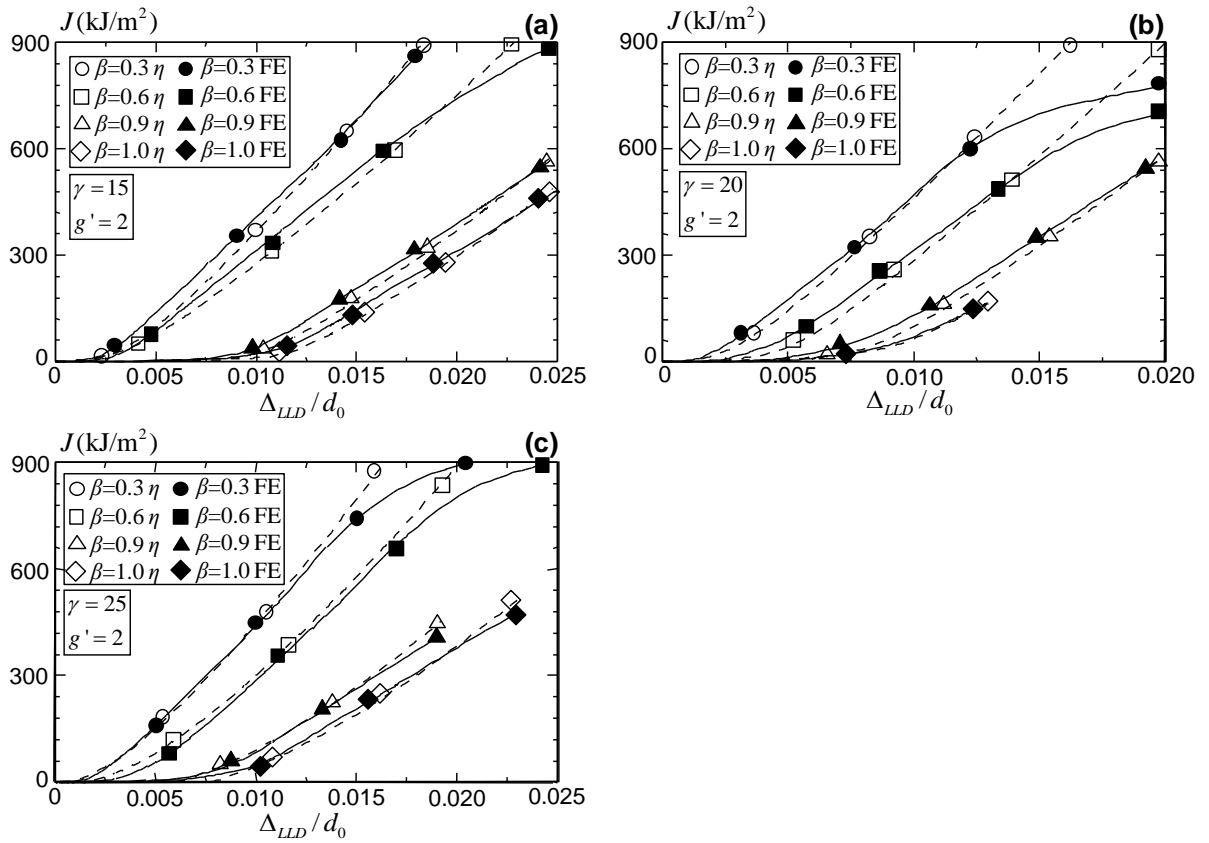 J(kJ/m²) (a)
900
600
300
0
β=0.3 η β=0.3 FE
β=0.6 η β=0.6 FE
β=0.9 η β=0.9 FE
β=1.0 η β=1.0 FE
γ = 15
g' = 2
0 0.005 0.010 0.015 0.020 0.025
Δ_LLD/d₀
J(kJ/m²) (b)
900
600
300
0
β=0.3 η β=0.3 FE
β=0.6 η β=0.6 FE
β=0.9 η β=0.9 FE
β=1.0 η β=1.0 FE
γ = 20
g' = 2
0 0.005 0.010 0.015 0.020
Δ_LLD/d₀
J(kJ/m²) (c)
900
600
300
0
β=0.3 η β=0.3 FE
β=0.6 η β=0.6 FE
β=0.9 η β=0.9 FE
β=1.0 η β=1.0 FE
γ = 25
g' = 2
0 0.005 0.010 0.015 0.020 0.025
Δ_LLD/d₀